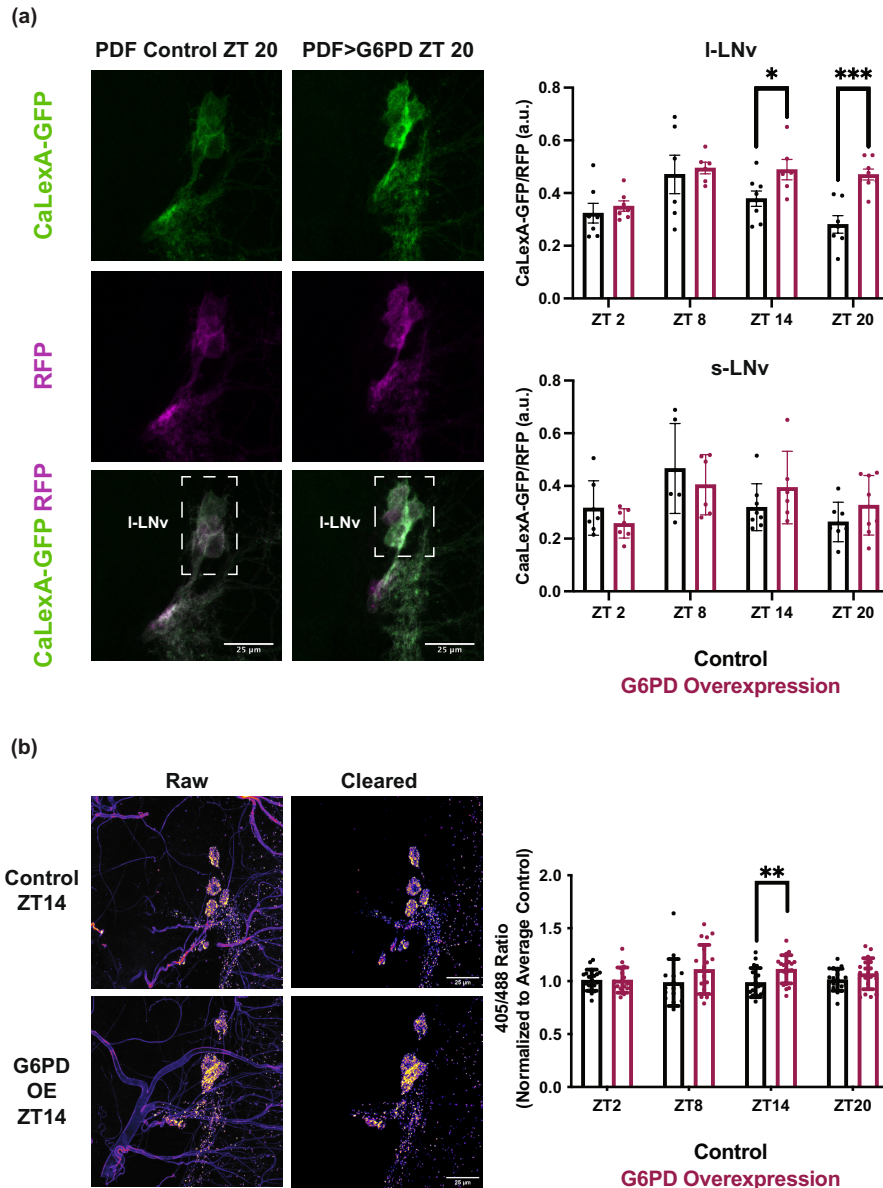 (a)
PDF Control ZT 20
PDF>G6PD ZT 20
CaLexA-GFP
RFP
CaLexA-GFP RFP
l-LNv
l-LNv
25 µm
25 µm
l-LNv
*
***
CaLexA-GFP/RFP (a.u.)
0.8
0.6
0.4
0.2
0.0
ZT 2
ZT 8
ZT 14
ZT 20
s-LNv
CaaLexA-GFP/RFP (a.u.)
0.8
0.6
0.4
0.2
0.0
ZT 2
ZT 8
ZT 14
ZT 20
Control
G6PD Overexpression
(b)
Raw
Cleared
Control
ZT14
25 µm
G6PD
OE
ZT14
25 µm
**
405/488 Ratio
(Normalized to Average Control)
2.0
1.5
1.0
0.5
0.0
ZT2
ZT8
ZT14
ZT20
Control
G6PD Overexpression